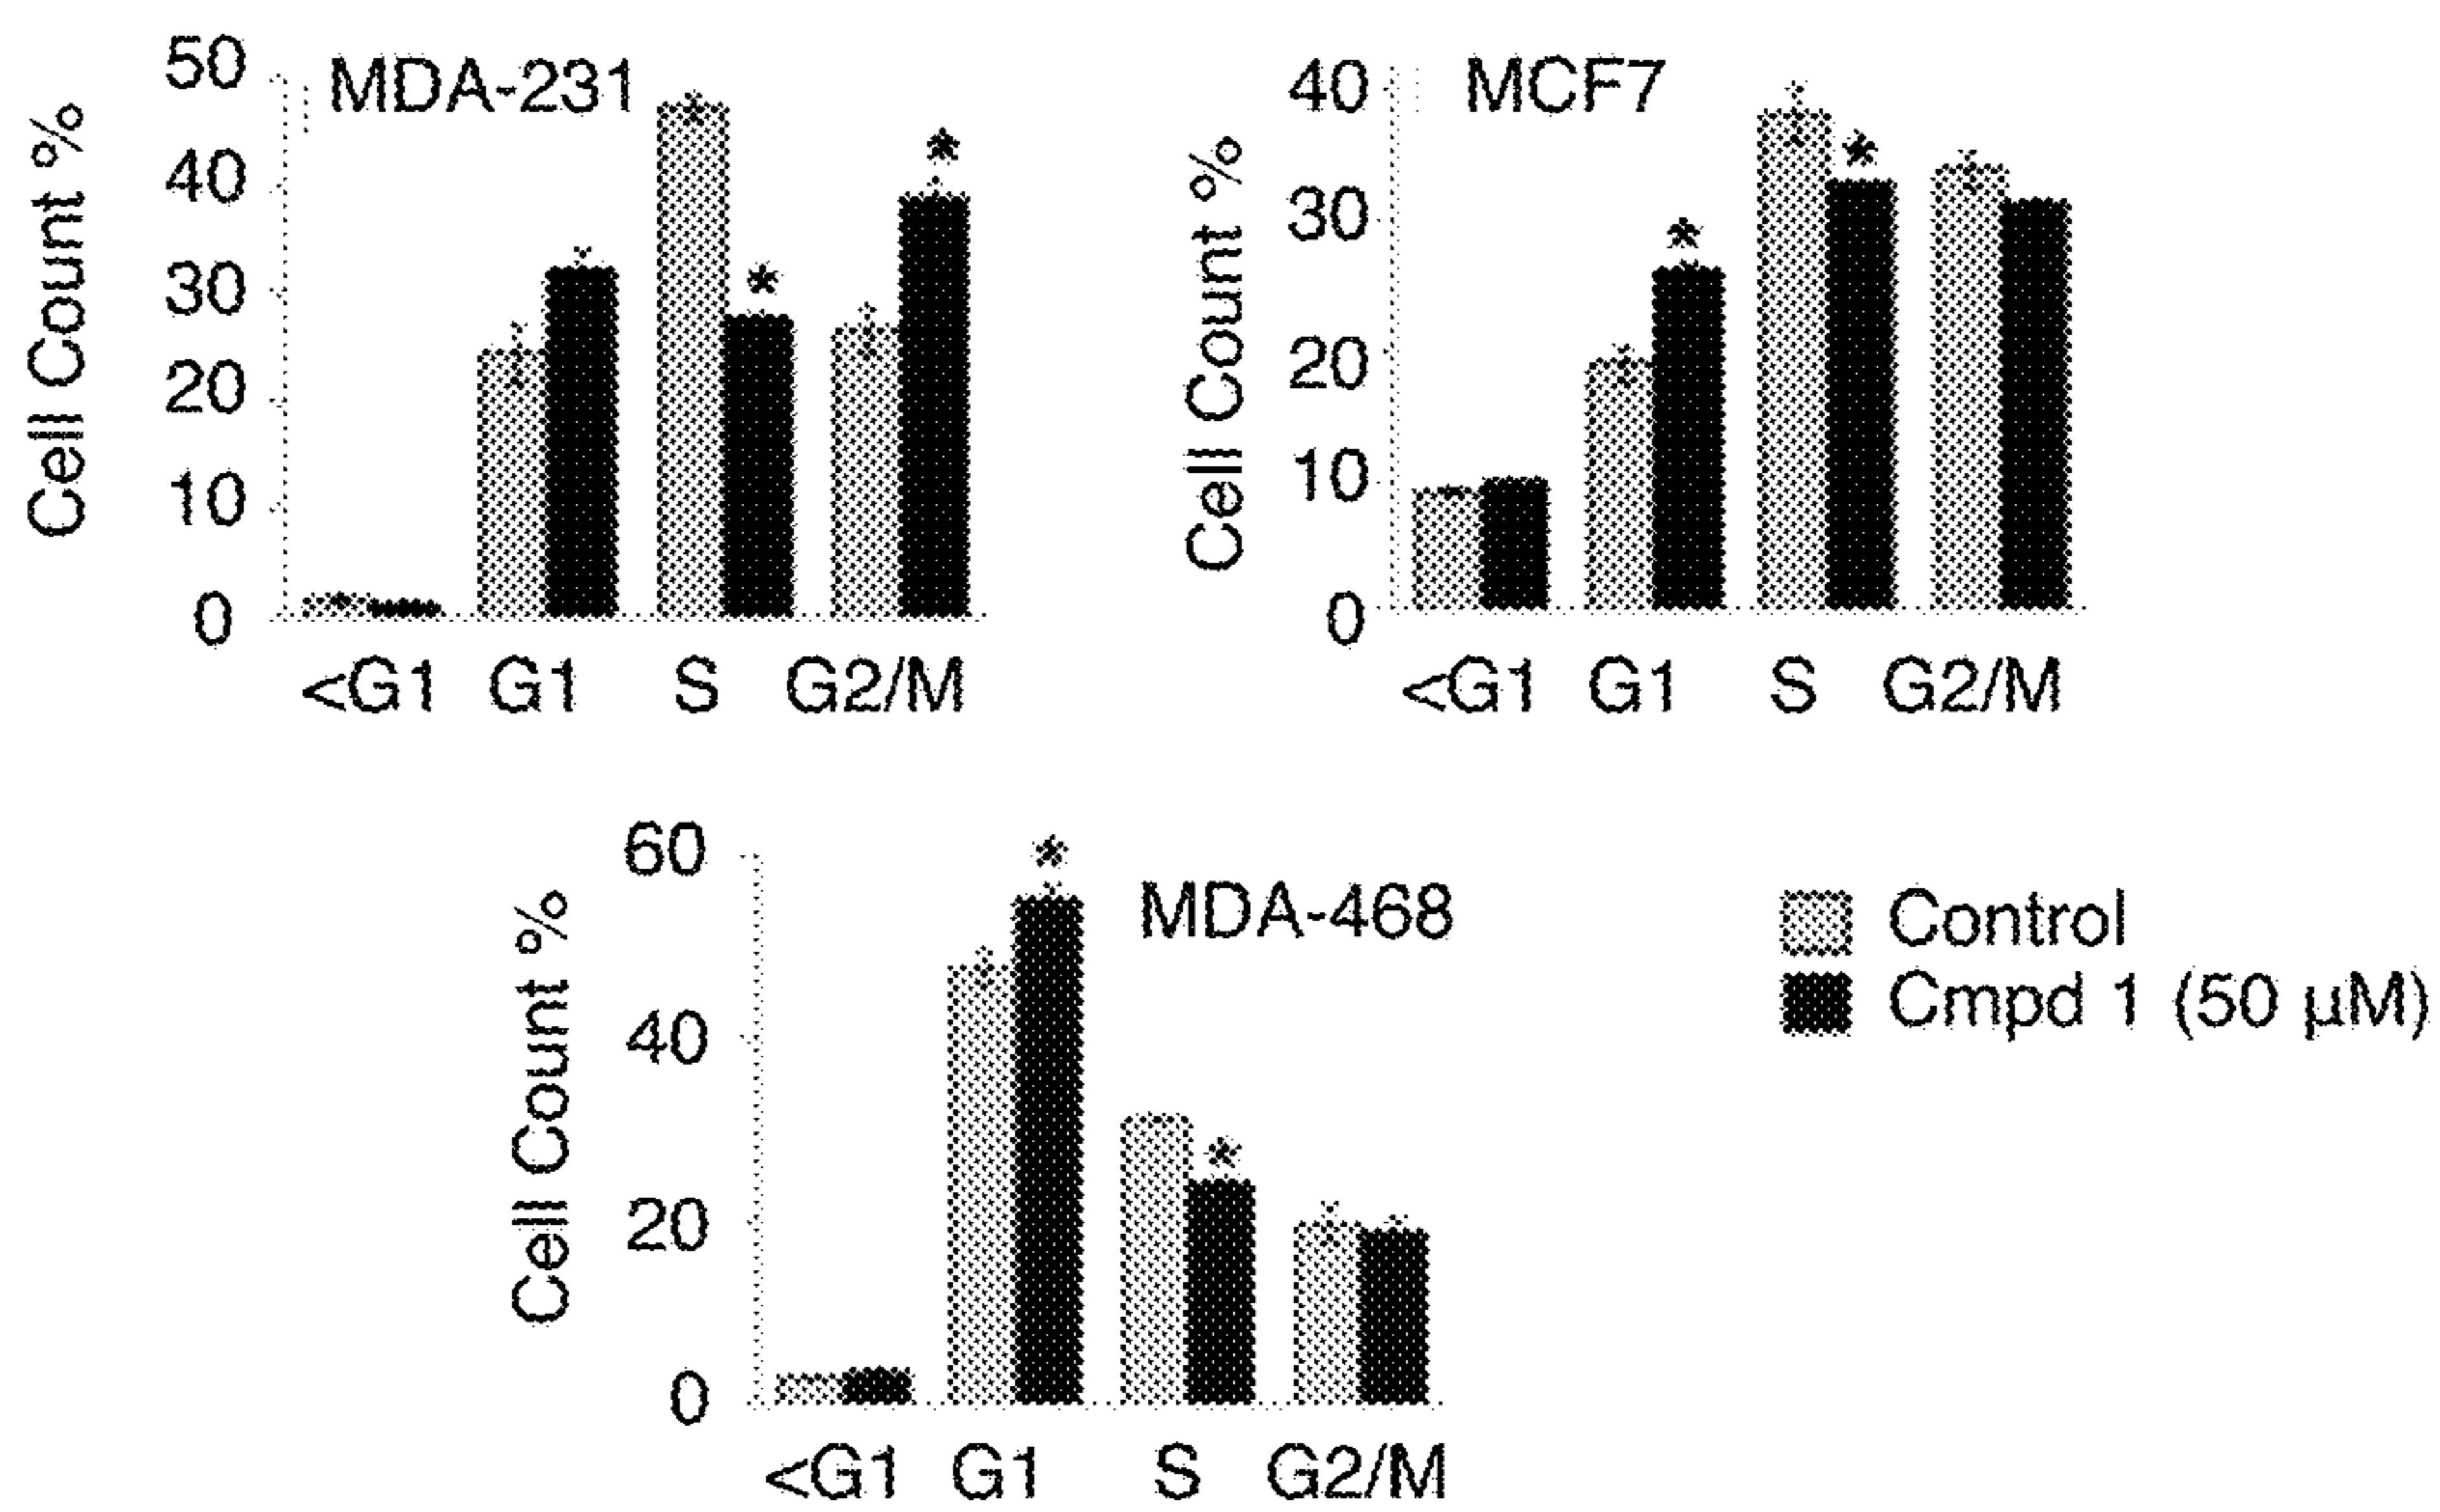 MDA-231
Cell Count %
50
40
30
20
10
0
*
*
<G1 G1 S G2/M
MCF7
Cell Count %
40
30
20
10
0
*
*
<G1 G1 S G2/M
MDA-468
Cell Count %
60
40
20
0
*
*
<G1 G1 S G2/M
Control
Cmpd 1 (50 µM)